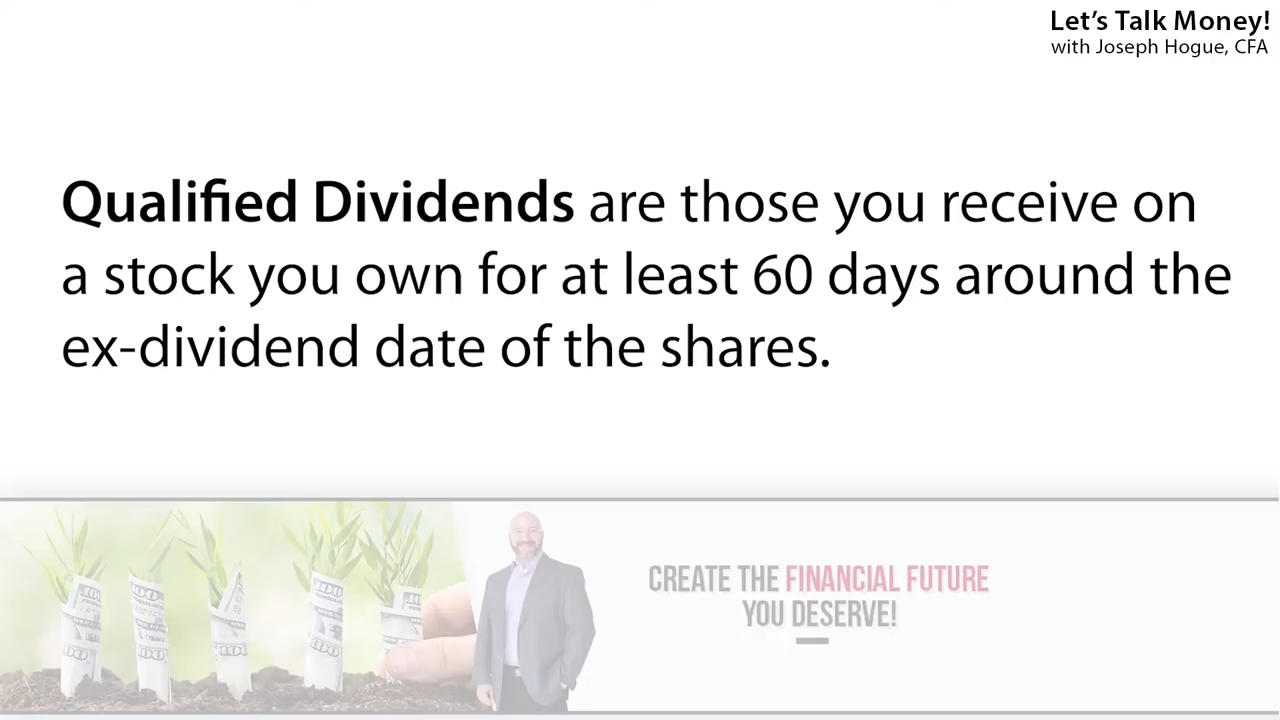 Let's Talk Money!
with Joseph Hogue, CFA
Qualified Dividends are those you receive on
a stock you own for at least 60 days around the
ex-dividend date of the shares.
CREATE THE FINANCIAL FUTURE
YOU DESERVE!